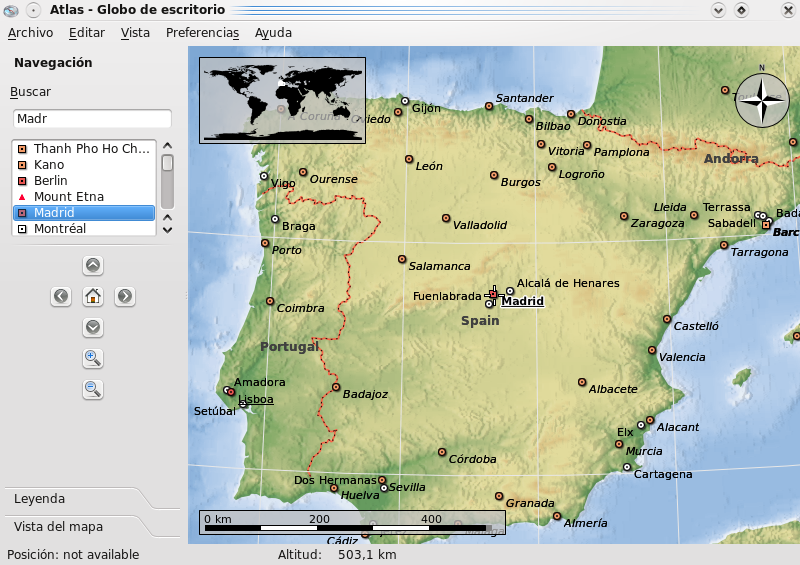 Atlas - Globo de escritorio
Archivo Editar Vista Preferencias Ayuda
Navegación
Buscar
Madr
Thanh Pho Ho Ch...
Kano
Berlin
Mount Etna
Madrid
Montréal
Leyenda
Vista del mapa
N
Santander
Gijón
A Coruña Oviedo
Bilbao
Donostia
Vitoria
Pamplona
Andorra
León
Logroño
Vigo
Ourense
Burgos
Lleida
Terrassa
Bada
Braga
Valladolid
Zaragoza
Sabadell
Barc
Porto
Tarragona
Salamanca
Alcalá de Henares
Fuenlabrada
Madrid
Coimbra
Spain
Castelló
Portugal
Valencia
Amadora
Lisboa
Badajoz
Albacete
Setúbal
Alacant
Elx
Murcia
Córdoba
Cartagena
Dos Hermanas
Huelva
Sevilla
Granada
0 km 200 400
Almería
Málaga
Cádiz
Posición: not available
Altitud: 503,1 km